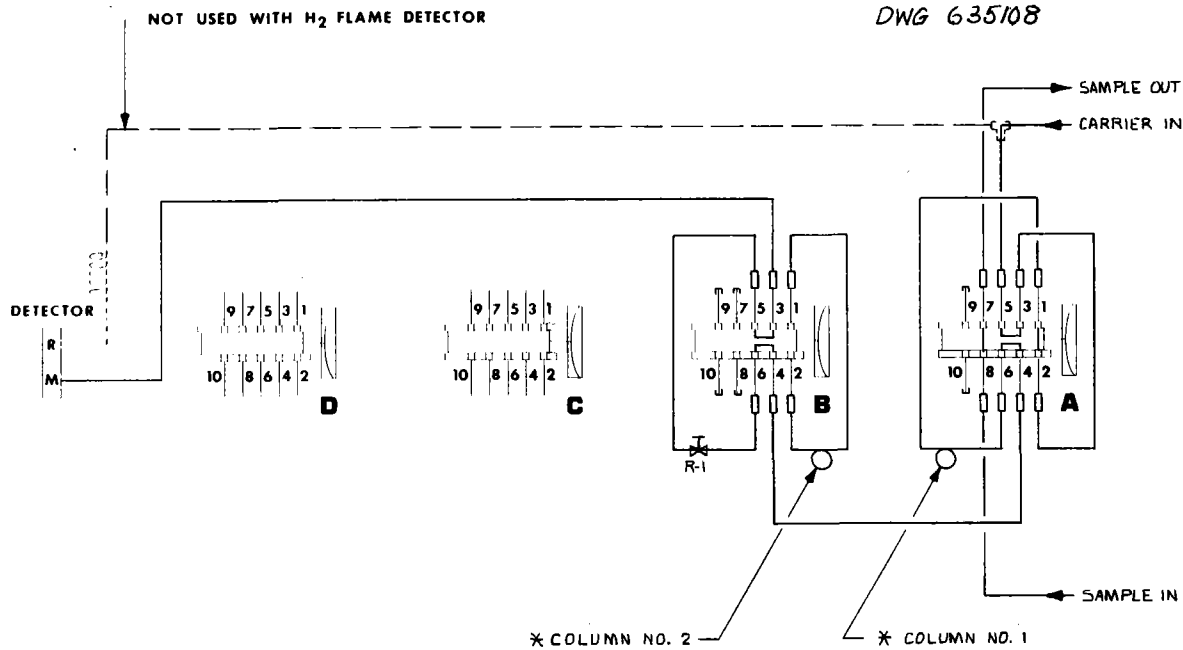 NOT USED WITH H2 FLAME DETECTOR
DWG 635108
SAMPLE OUT
CARRIER IN
DETECTOR
R
M
9 7 5 3 1
10 8 6 4 2
D
9 7 5 3 1
10 8 6 4 2
C
9 7 5 3 1
10 8 6 4 2
B
9 7 5 3 1
10 8 6 4 2
A
R-1
SAMPLE IN
* COLUMN NO. 2
* COLUMN NO. 1